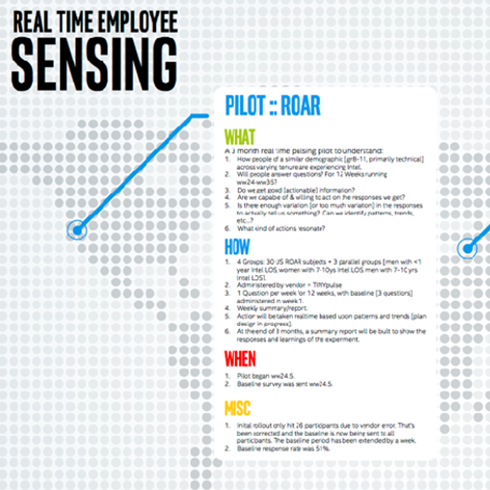 REAL TIME EMPLOYEE
SENSING
PILOT :: ROAR
WHAT
A 3 month real time pulsing pilot to understand:
1. How people of a similar demographic [gr8-11, primarily technical]
across varying tenure are experiencing Intel.
2. Will people answer questions? For 12 Weeks running
ww24-ww35?
3. Do we get good [actionable] information?
4. Are we capable of & willing to act on the responses we get?
5. Is there enough variation [or too much variation] in the responses
to actually tell us something? Can we identify patterns, trends,
etc..?
6. What kind of actions resonate?
HOW
1. 4 Groups: 30 US ROAR subjects + 3 parallel groups [men with <1
year Intel LOS, women with 7-10yrs Intel LOS, men with 7-10yrs
Intel LOS].
2. Administered by vendor = TINYpulse
3. 1 Question per week for 12 weeks, with baseline [3 questions]
administered in week 1.
4. Weekly summary/report.
5. Action will be taken realtime based upon patterns and trends [plan
design in progress].
6. At the end of 3 months, a summary report will be built to show the
responses and learnings of the experiment.
WHEN
1. Pilot began ww24.5.
2. Baseline survey was sent ww24.5.
MISC
1. Inital rollout only hit 26 participants due to vendor error. That's
been corrected and the baseline is now being sent to all
participants. The baseline period has been extended by a week.
2. Baseline response rate was 51%.